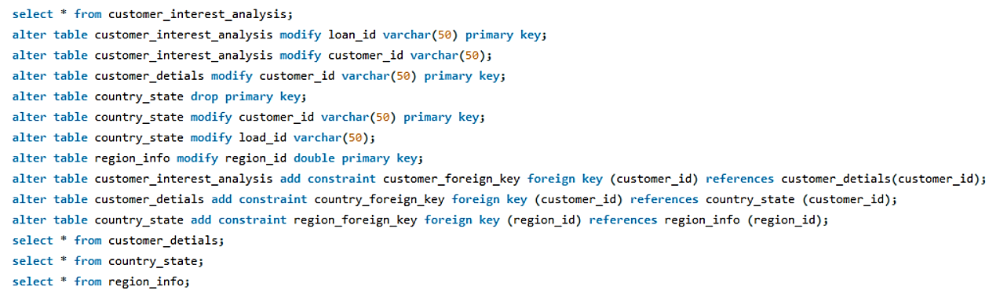 select * from customer_interest_analysis;
alter table customer_interest_analysis modify loan_id varchar(50) primary key;
alter table customer_interest_analysis modify customer_id varchar(50);
alter table customer_detials modify customer_id varchar(50) primary key;
alter table country_state drop primary key;
alter table country_state modify customer_id varchar(50) primary key;
alter table country_state modify load_id varchar(50);
alter table region_info modify region_id double primary key;
alter table customer_interest_analysis add constraint customer_foreign_key foreign key (customer_id) references customer_detials(customer_id);
alter table customer_detials add constraint country_foreign_key foreign key (customer_id) references country_state (customer_id);
alter table country_state add constraint region_foreign_key foreign key (region_id) references region_info (region_id);
select * from customer_detials;
select * from country_state;
select * from region_info;